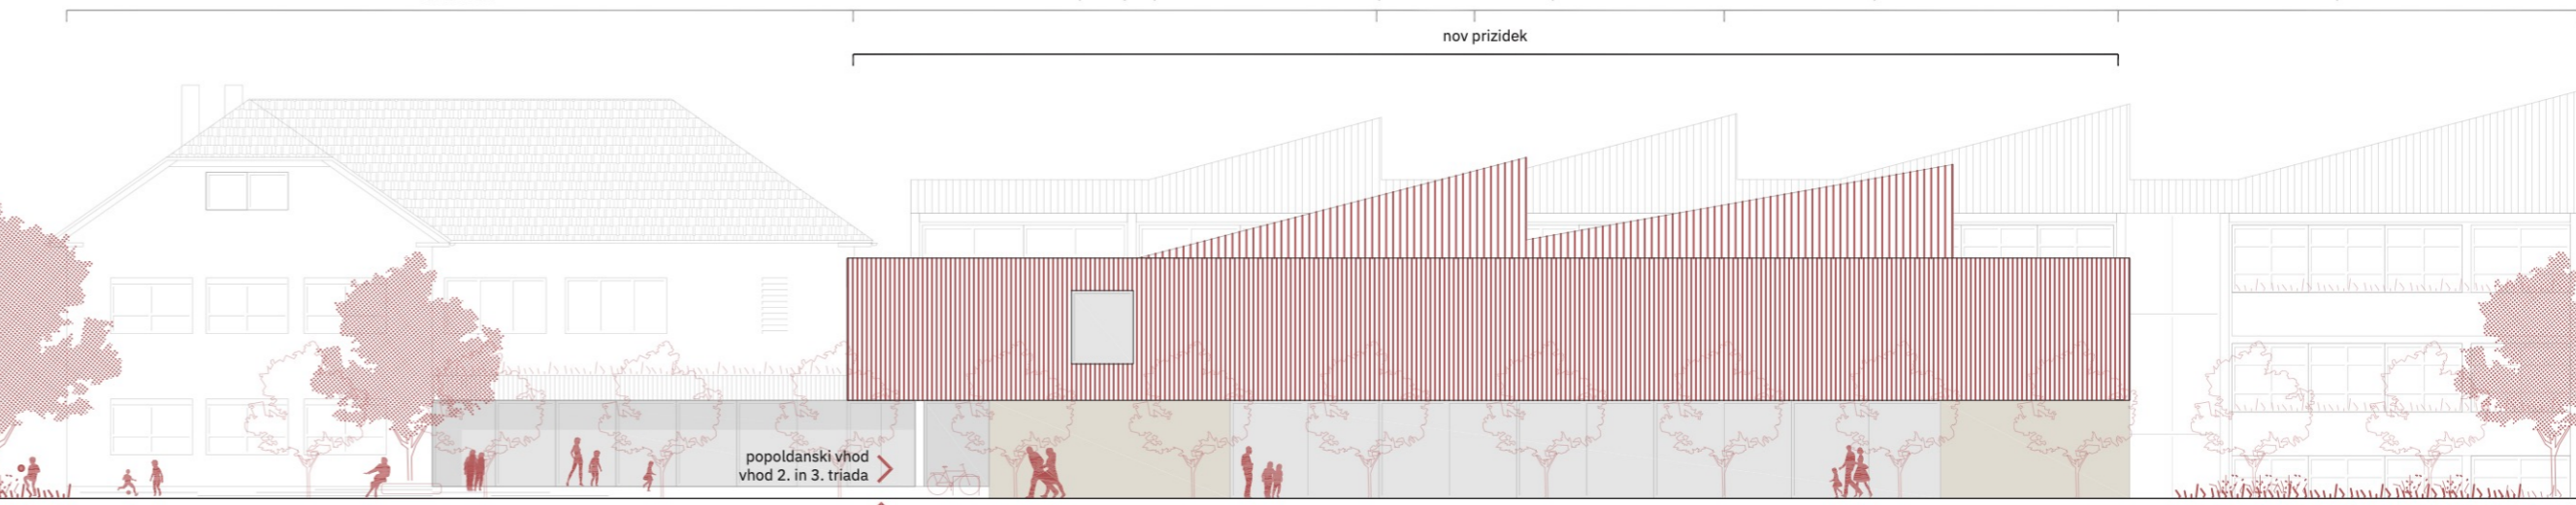 nov prizidek
popoldanski vhod
vhod 2. in 3. triada